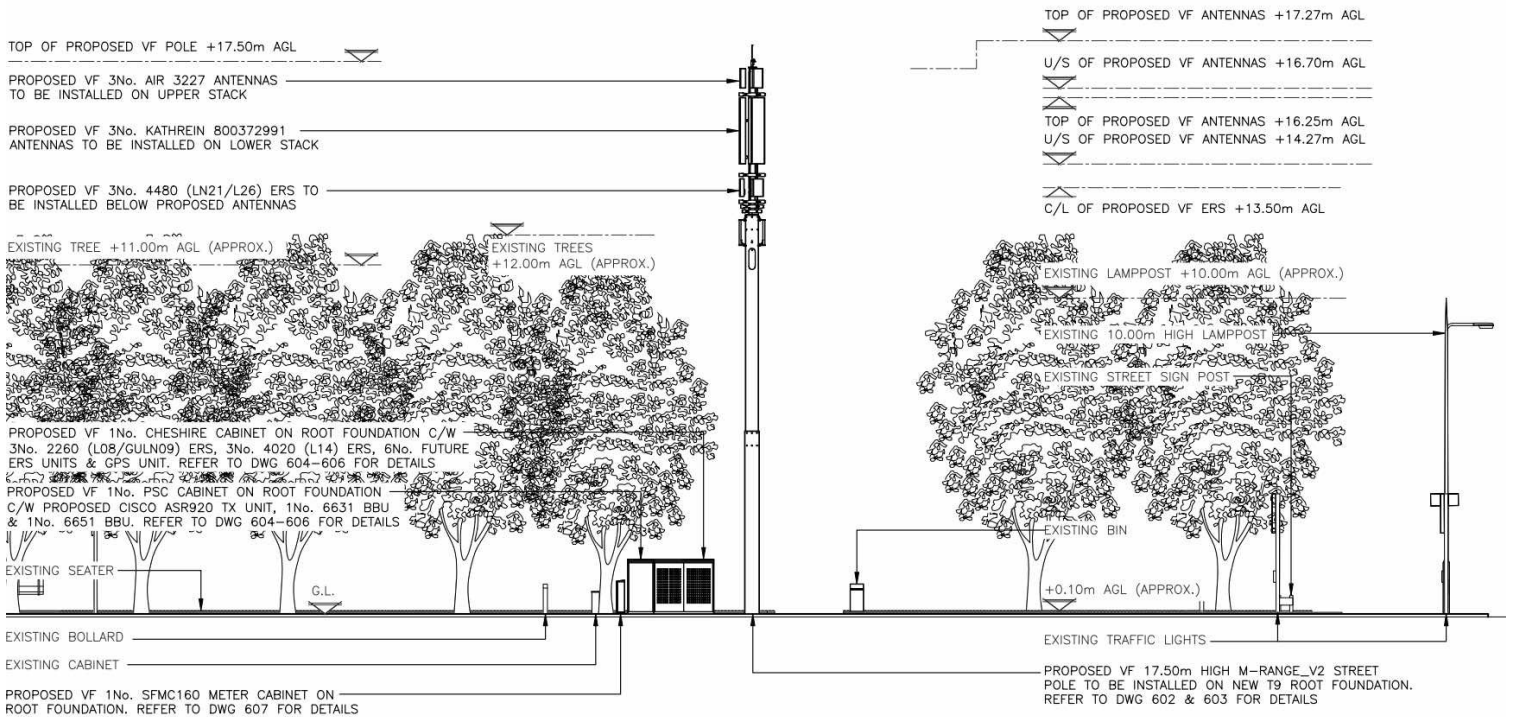 TOP OF PROPOSED VF POLE +17.50m AGL
PROPOSED VF 3No. AIR 3227 ANTENNAS
TO BE INSTALLED ON UPPER STACK
PROPOSED VF 3No. KATHREIN 800372991
ANTENNAS TO BE INSTALLED ON LOWER STACK
PROPOSED VF 3No. 4480 (LN21/L26) ERS TO
BE INSTALLED BELOW PROPOSED ANTENNAS
EXISTING TREE +11.00m AGL (APPROX.)
EXISTING TREES
+12.00m AGL (APPROX.)
PROPOSED VF 1No. CHESHIRE CABINET ON ROOT FOUNDATION C/W
3No. 2260 (L08/GULN09) ERS, 3No. 4020 (L14) ERS, 6No. FUTURE
ERS UNITS & GPS UNIT. REFER TO DWG 604-606 FOR DETAILS
PROPOSED VF 1No. PSC CABINET ON ROOT FOUNDATION
C/W PROPOSED CISCO ASR920 TX UNIT, 1No. 6631 BBU
& 1No. 6651 BBU. REFER TO DWG 604-606 FOR DETAILS
EXISTING SEATER
G.L.
EXISTING BOLLARD
EXISTING CABINET
PROPOSED VF 1No. SFMC160 METER CABINET ON
ROOT FOUNDATION. REFER TO DWG 607 FOR DETAILS
TOP OF PROPOSED VF ANTENNAS +17.27m AGL
U/S OF PROPOSED VF ANTENNAS +16.70m AGL
TOP OF PROPOSED VF ANTENNAS +16.25m AGL
U/S OF PROPOSED VF ANTENNAS +14.27m AGL
C/L OF PROPOSED VF ERS +13.50m AGL
EXISTING LAMPPOST +10.00m AGL (APPROX.)
EXISTING 10.00m HIGH LAMPPOST
EXISTING STREET SIGN POST
EXISTING BIN
+0.10m AGL (APPROX.)
EXISTING TRAFFIC LIGHTS
PROPOSED VF 17.50m HIGH M-RANGE_V2 STREET
POLE TO BE INSTALLED ON NEW T9 ROOT FOUNDATION.
REFER TO DWG 602 & 603 FOR DETAILS